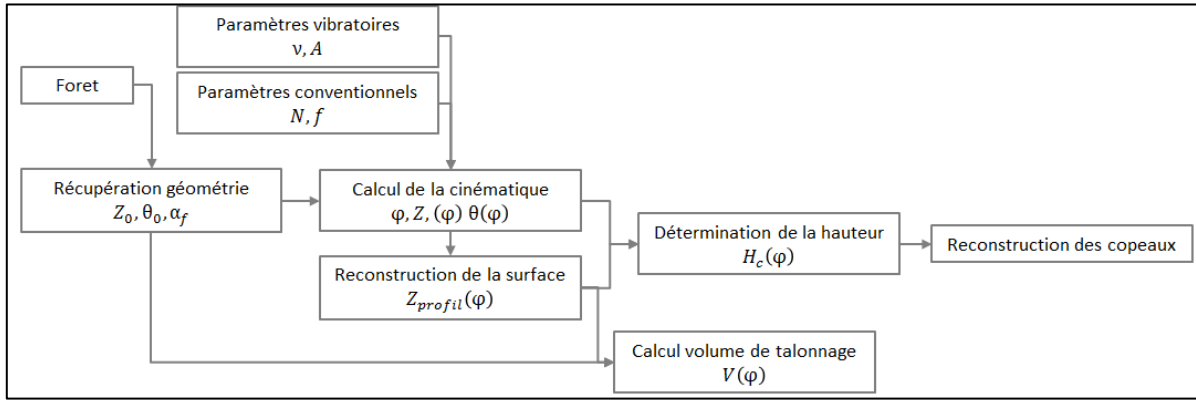 Paramètres vibratoires
ν, A
Foret
Paramètres conventionnels
N, f
Récupération géométrie
Z₀, θ₀, α_f
Calcul de la cinématique
φ, Z, (φ) θ(φ)
Détermination de la hauteur
H_c(φ)
Reconstruction des copeaux
Reconstruction de la surface
Z_profil(φ)
Calcul volume de talonnage
V(φ)